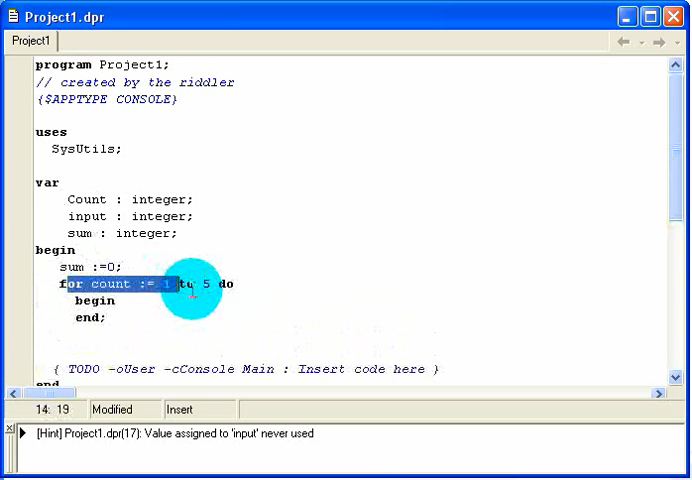 Project1.dpr
Project1
program Project1;
// created by the riddler
{$APPTYPE CONSOLE}
uses
SysUtils;
var
Count : integer;
input : integer;
sum : integer;
begin
sum :=0;
for count := 1 to 5 do
begin
end;
{ TODO -oUser -cConsole Main : Insert code here }
end
14: 19 Modified Insert
[Hint] Project1.dpr(17): Value assigned to 'input' never used